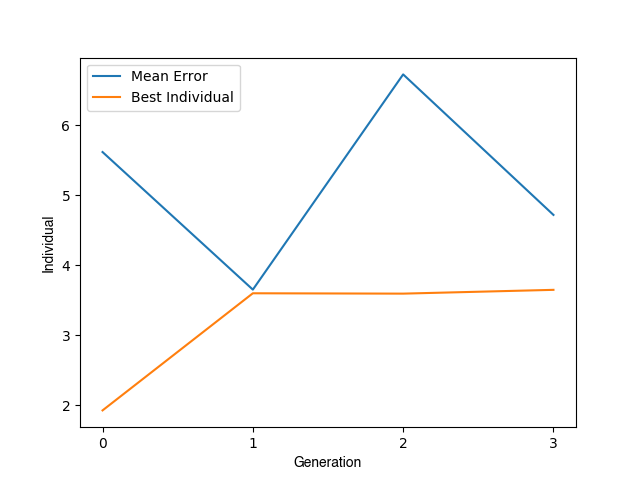 Mean Error
Best Individual
6
5
4
3
2
Individual
0 1 2 3
Generation